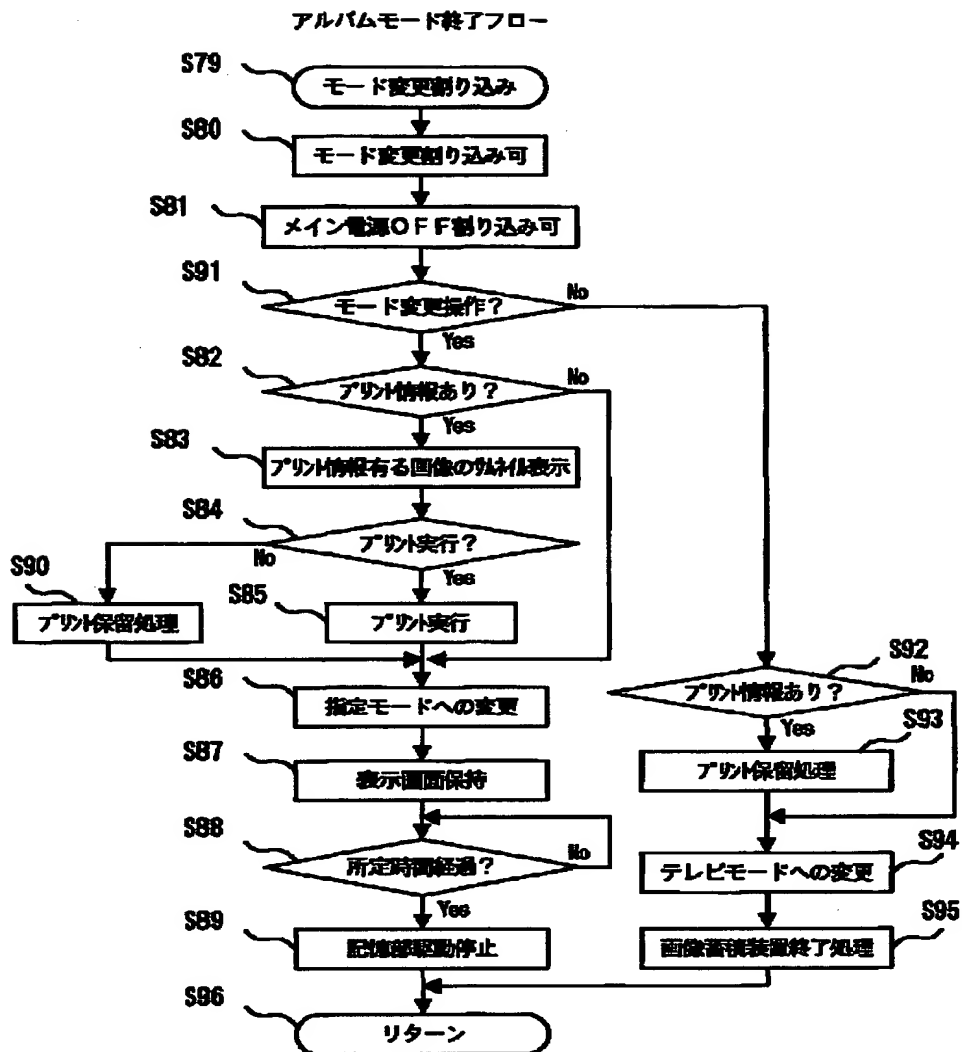 アルバムモード終了フロー
S79
モード変更割り込み
S80
モード変更割り込み可
S81
メイン電源OFF割り込み可
S91
モード変更操作?
No
Yes
S82
プリント情報あり?
No
Yes
S83
プリント情報有る画像のサムネイル表示
S84
プリント実行?
No
Yes
S90
プリント保留処理
S85
プリント実行
S86
指定モードへの変更
S87
表示画面保持
S88
所定時間経過?
No
Yes
S89
記憶部駆動停止
S92
プリント情報あり?
No
Yes
S93
プリント保留処理
S94
テレビモードへの変更
S95
画像蓄積装置終了処理
S96
リターン